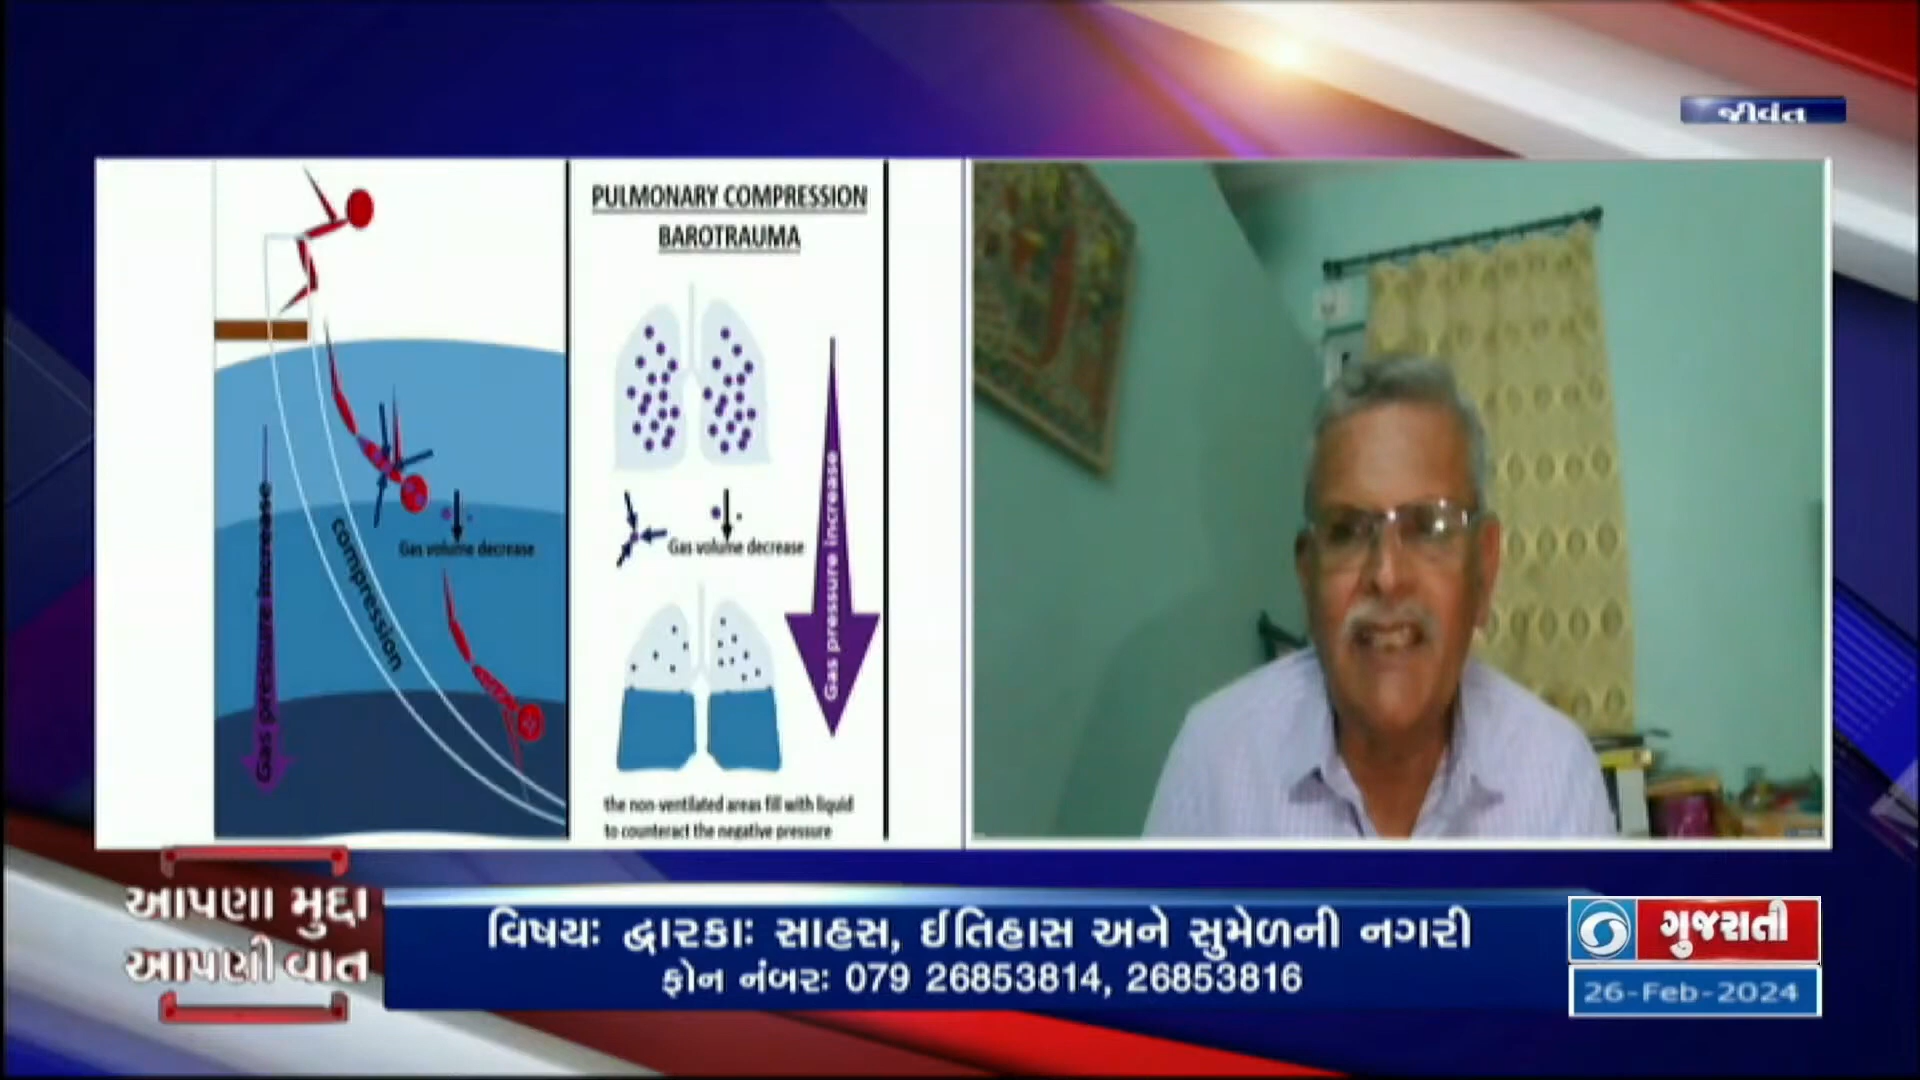 જીવંત
PULMONARY COMPRESSION
BAROTRAUMA
Gas pressure increase
compression
Gas volume decrease
Gas volume decrease
Gas pressure increase
the non-ventilated areas fill with liquid
to counteract the negative pressure
આપણા મુદ્દા
આપણી વાત
વિષયઃ દ્વારકાઃ સાહસ, ઈતિહાસ અને સુમેળની નગરી
ફોન નંબરઃ 079 26853814, 26853816
ગુજરાતી
26-Feb-2024